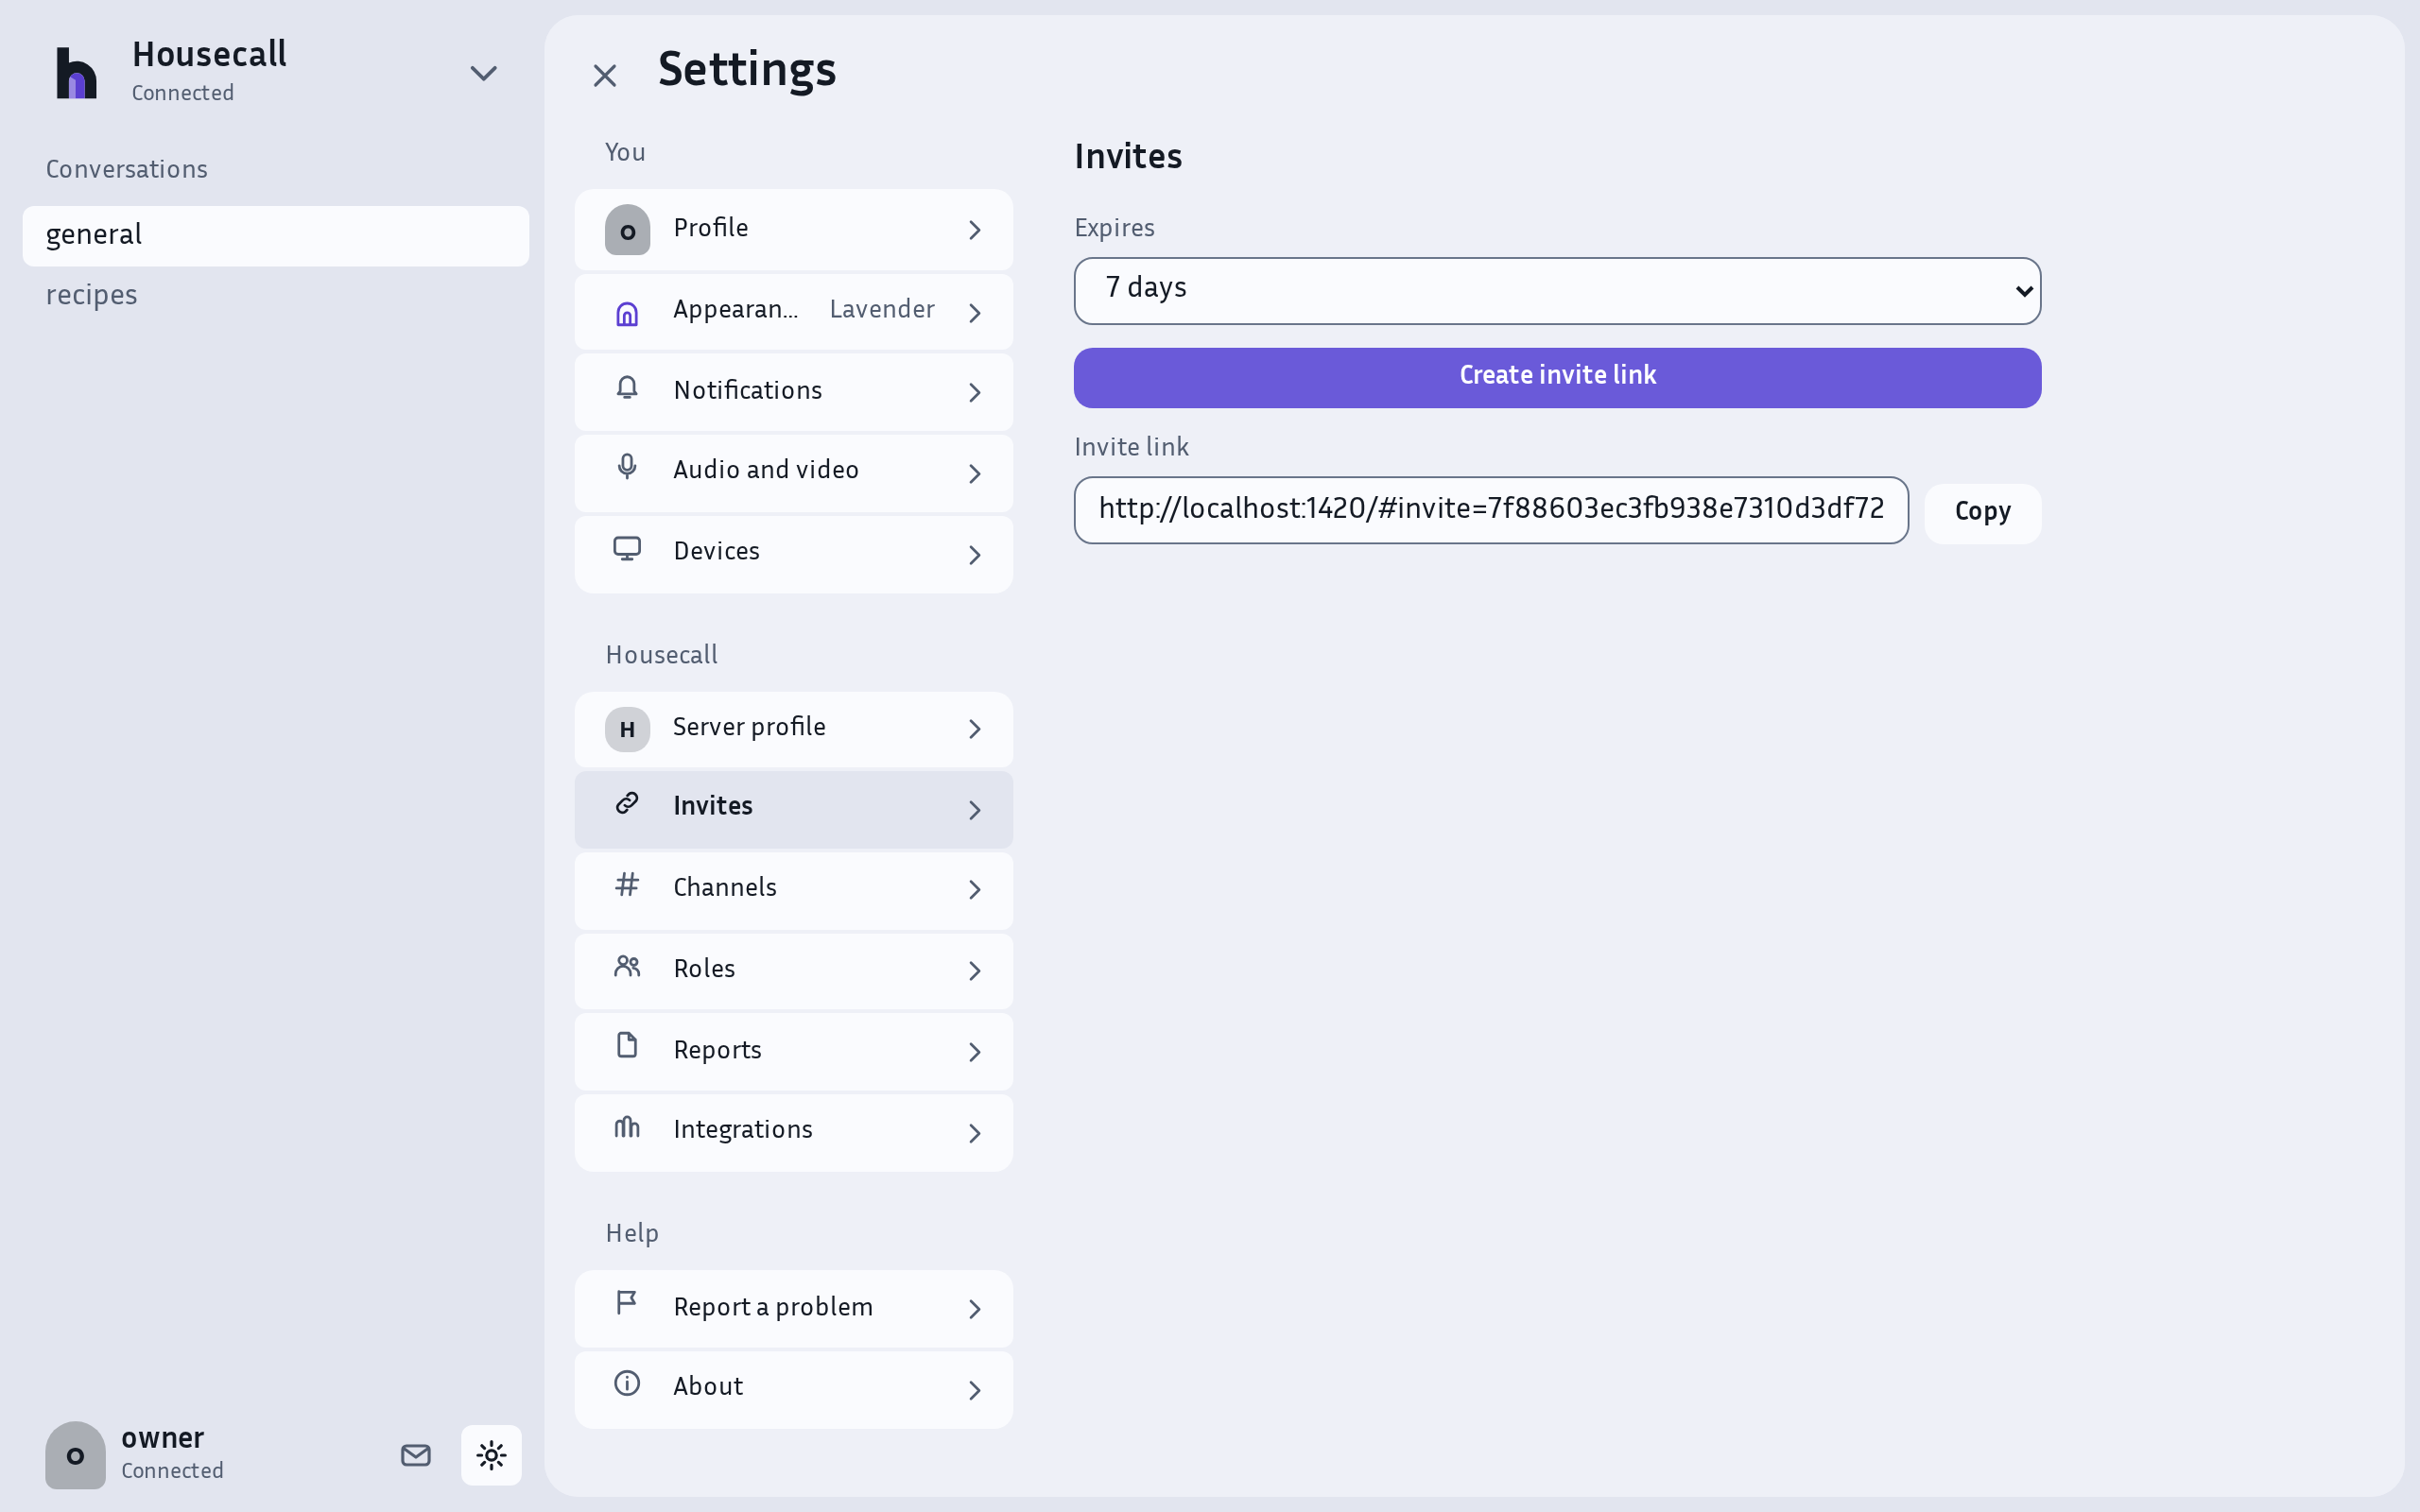 Housecall
Connected
Conversations
general
recipes
owner
Connected
Settings
You
Profile
Appearan... Lavender
Notifications
Audio and video
Devices
Housecall
H Server profile
Invites
Channels
Roles
Reports
Integrations
Help
Report a problem
About
Invites
Expires
7 days
Create invite link
Invite link
http://localhost:1420/#invite=7f88603ec3fb938e7310d3df72
Copy